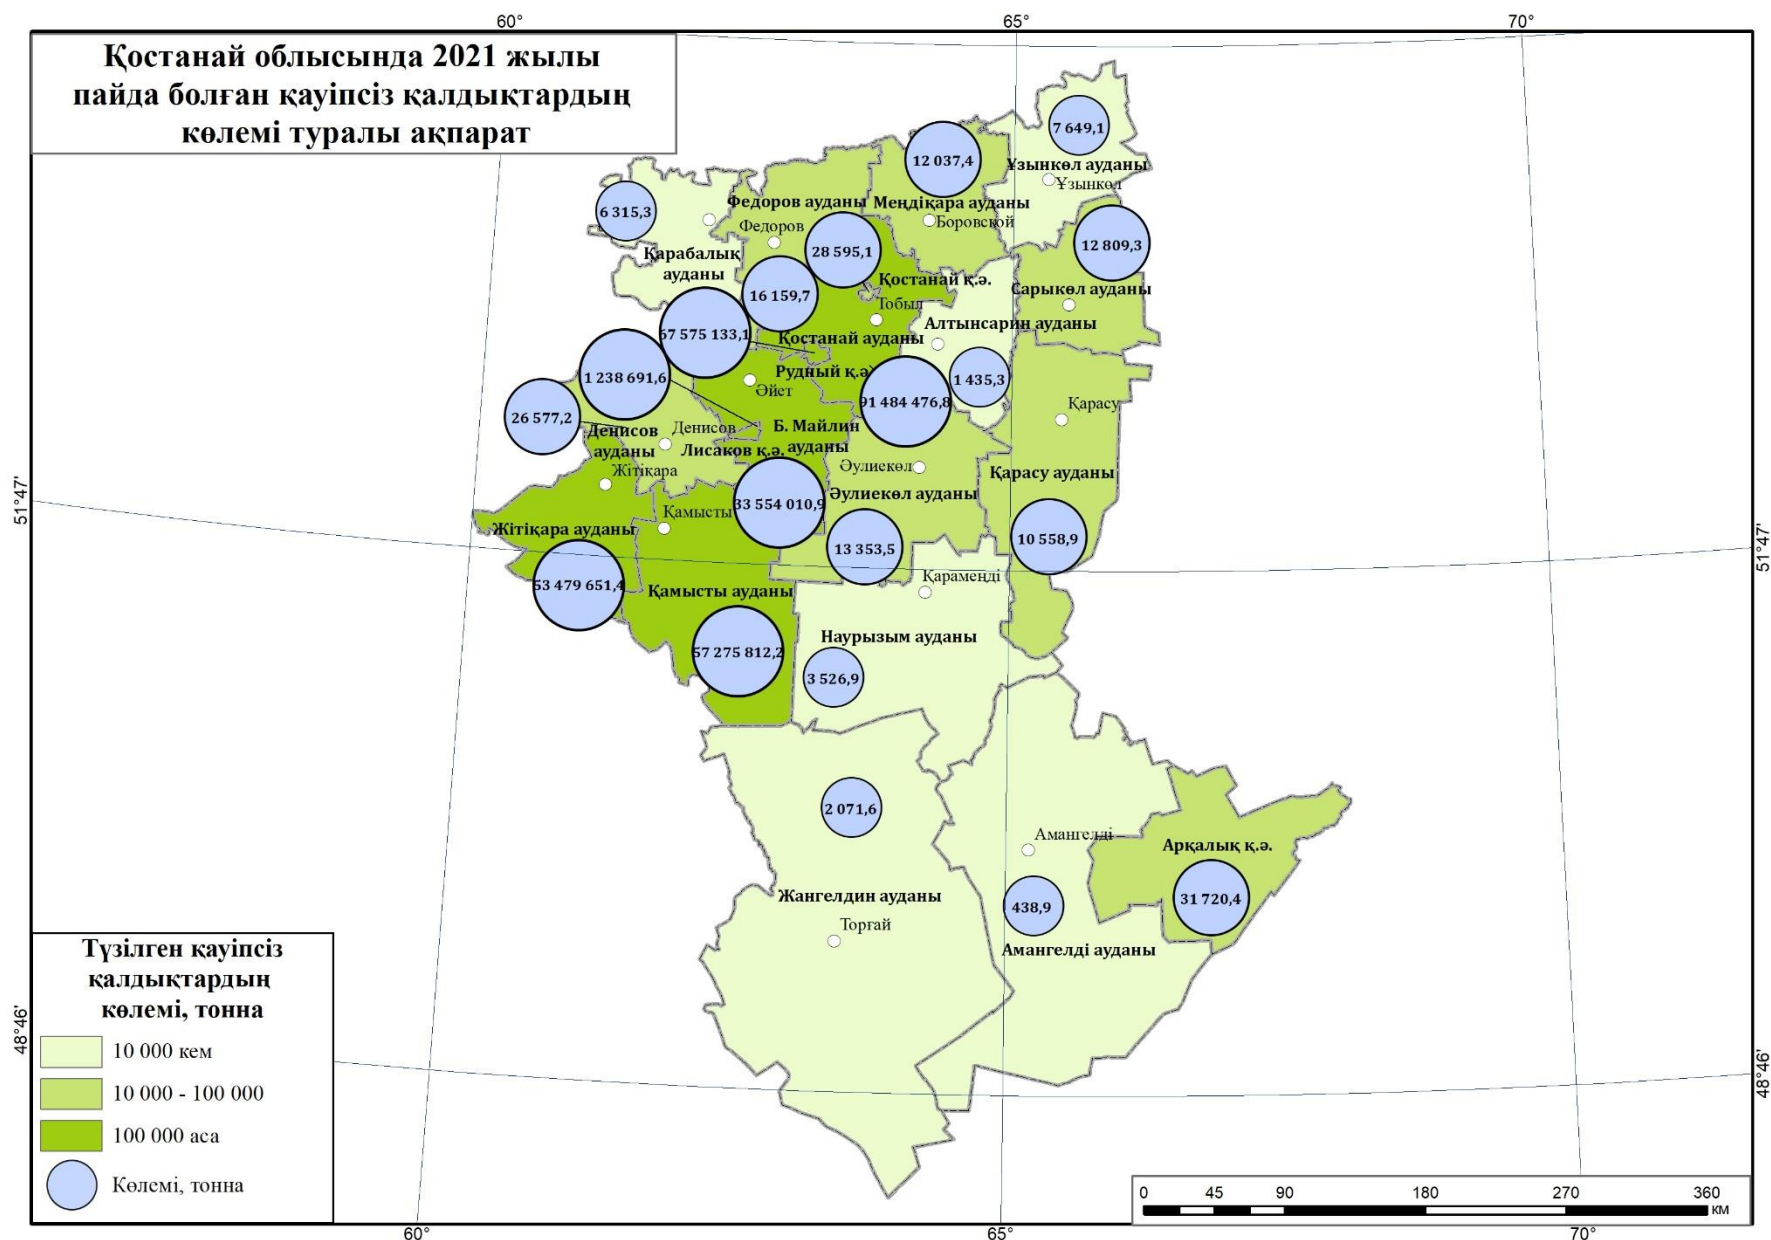 60°
65°
70°
Қостанай облысында 2021 жылы
пайда болған қауіпсіз қалдықтардың
көлемі туралы ақпарат
7 649,1
12 037,4
Ұзынкөл ауданы
Ұзынкөл
6 315,3
Федоров ауданы
Меңдіқара ауданы
Федоров
Боровской
12 809,3
28 595,1
Қарабалық
ауданы
Қостанай қ.ә.
16 159,7
Сарыкөл ауданы
Тобыл
67 575 133,1
Қостанай ауданы
Алтынсарин ауданы
1 238 691,6
Рудный қ.ә
1 435,3
Әйет
91 484 476,8
Қарасу
26 577,2
Денисов
ауданы
Денисов
Б. Майлин
ауданы
Лисаков қ.ә.
Жітіқара
Әулиекөл
Қарасу ауданы
51°47'
33 554 010,9
Әулиекөл ауданы
Қамысты
Жітіқара ауданы
13 353,5
10 558,9
51°47'
53 479 651,4
Қамысты ауданы
Қараменді
Наурызым ауданы
57 275 812,2
3 526,9
2 071,6
Амангелді
Арқалық қ.ә.
Жангелдин ауданы
438,9
31 720,4
Торғай
Амангелді ауданы
Түзілген қауіпсіз
қалдықтардың
көлемі, тонна
48°46'
10 000 кем
10 000 - 100 000
100 000 аса
Көлемі, тонна
48°46'
0 45 90 180 270 360
КМ
60°
65°
70°